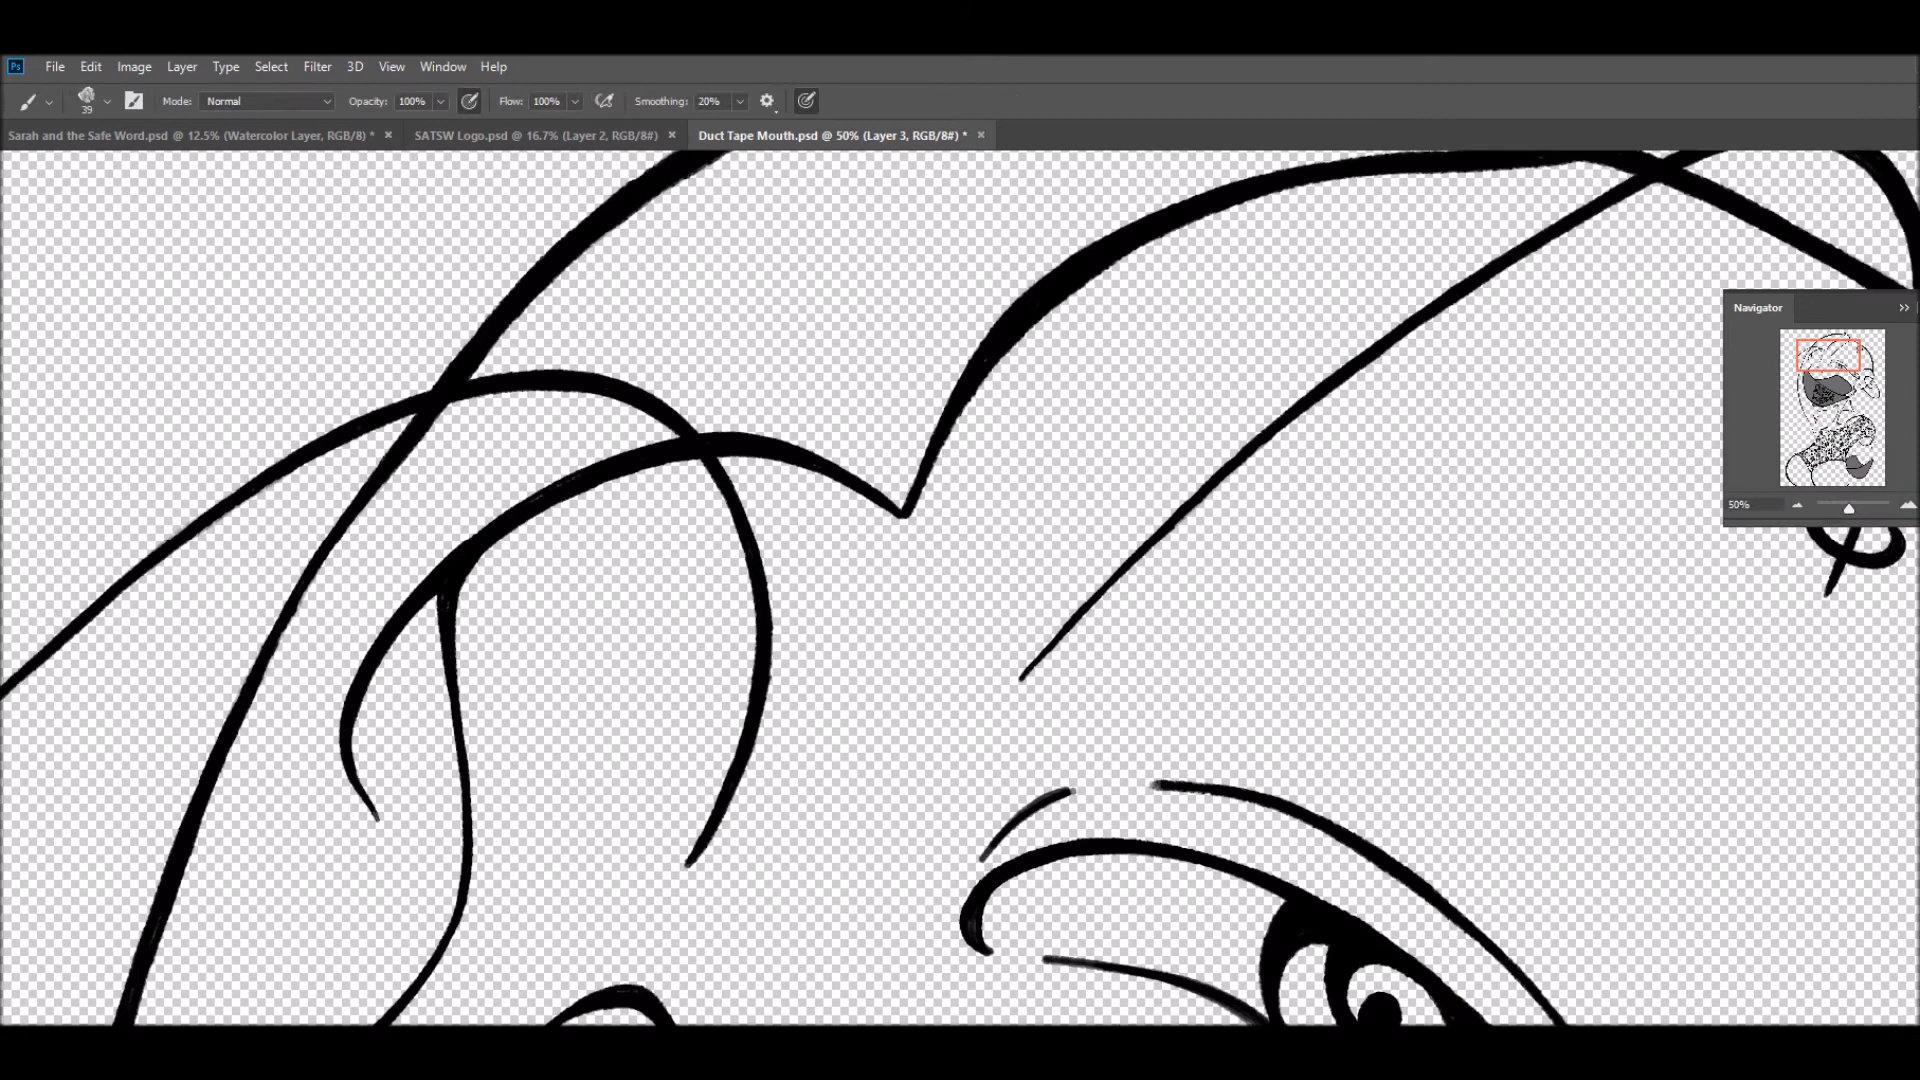 Ps File Edit Image Layer Type Select Filter 3D View Window Help
39 Mode: Normal Opacity: 100% Flow: 100% Smoothing: 20%
Sarah and the Safe Word.psd @ 12.5% (Watercolor Layer, RGB/8) * SATSW Logo.psd @ 16.7% (Layer 2, RGB/8#) Duct Tape Mouth.psd @ 50% (Layer 3, RGB/8#) *
Navigator
50%